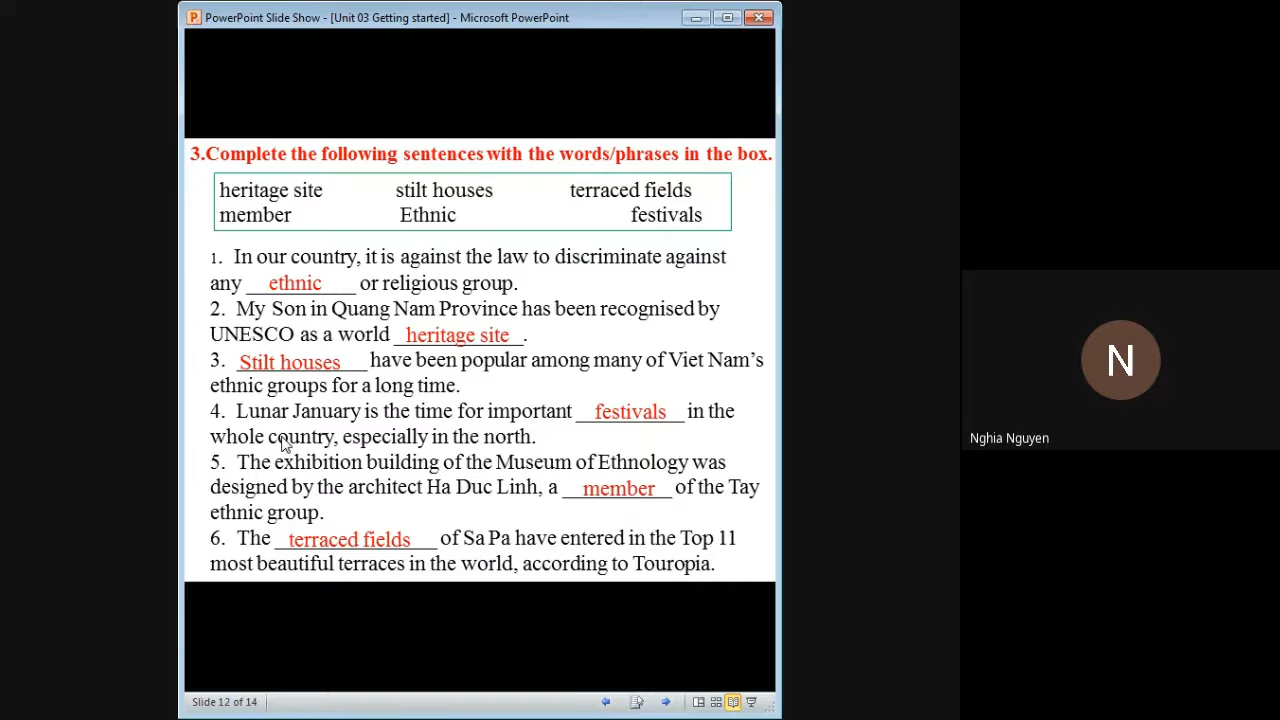 PowerPoint Slide Show - [Unit 03 Getting started] - Microsoft PowerPoint
3.Complete the following sentences with the words/phrases in the box.
heritage site stilt houses terraced fields
member Ethnic festivals
1. In our country, it is against the law to discriminate against
any ethnic or religious group.
2. My Son in Quang Nam Province has been recognised by
UNESCO as a world heritage site.
3. Stilt houses have been popular among many of Viet Nam's
ethnic groups for a long time.
4. Lunar January is the time for important festivals in the
whole country, especially in the north.
5. The exhibition building of the Museum of Ethnology was
designed by the architect Ha Duc Linh, a member of the Tay
ethnic group.
6. The terraced fields of Sa Pa have entered in the Top 11
most beautiful terraces in the world, according to Touropia.
Slide 12 of 14
N
Nghia Nguyen